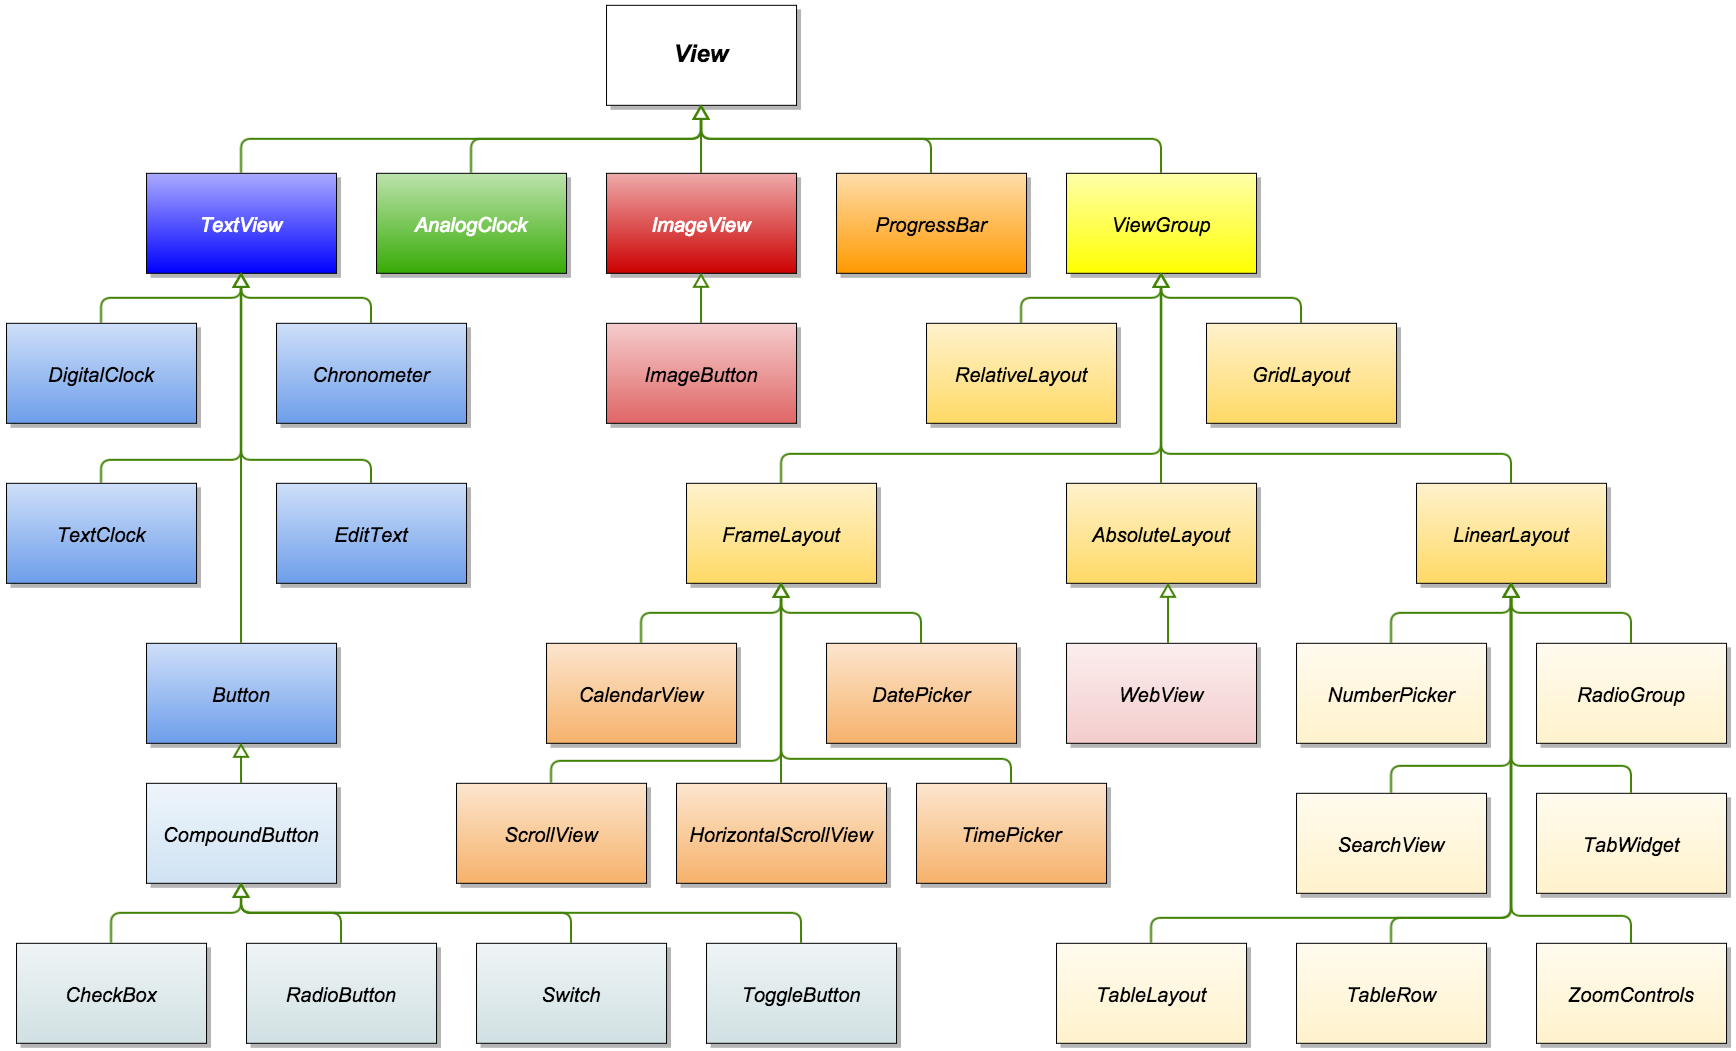 View
TextView
AnalogClock
ImageView
ProgressBar
ViewGroup
DigitalClock
Chronometer
ImageButton
RelativeLayout
GridLayout
TextClock
EditText
FrameLayout
AbsoluteLayout
LinearLayout
Button
CalendarView
DatePicker
WebView
NumberPicker
RadioGroup
CompoundButton
ScrollView
HorizontalScrollView
TimePicker
SearchView
TabWidget
CheckBox
RadioButton
Switch
ToggleButton
TableLayout
TableRow
ZoomControls